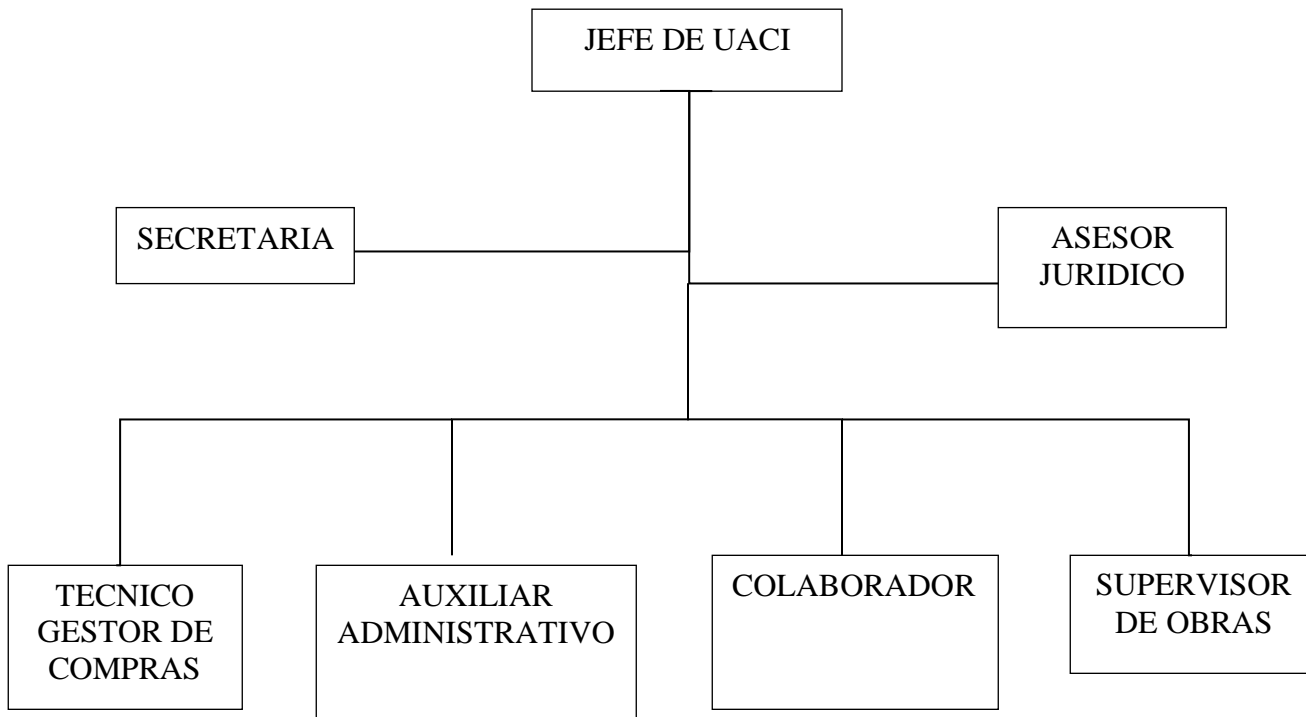 JEFE DE UACI
SECRETARIA
ASESOR
JURIDICO
TECNICO
GESTOR DE
COMPRAS
AUXILIAR
ADMINISTRATIVO
COLABORADOR
SUPERVISOR
DE OBRAS